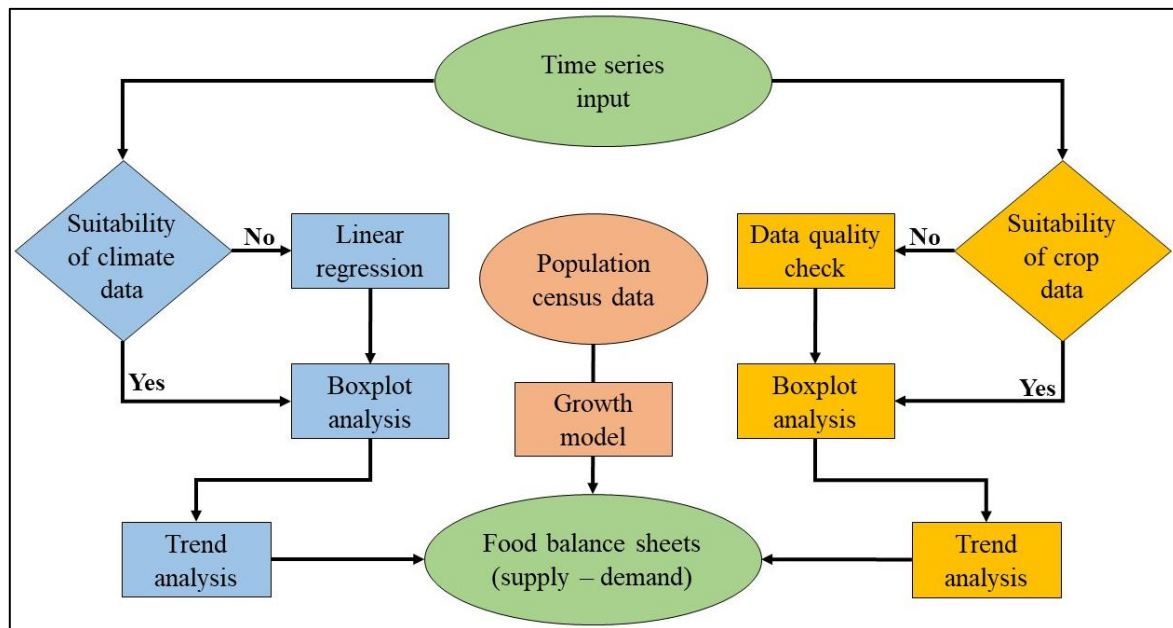 Time series
input
Suitability
of climate
data
No
Linear
regression
Population
census data
Data quality
check
No
Suitability
of crop
data
Yes
Boxplot
analysis
Growth
model
Boxplot
analysis
Yes
Trend
analysis
Food balance sheets
(supply – demand)
Trend
analysis